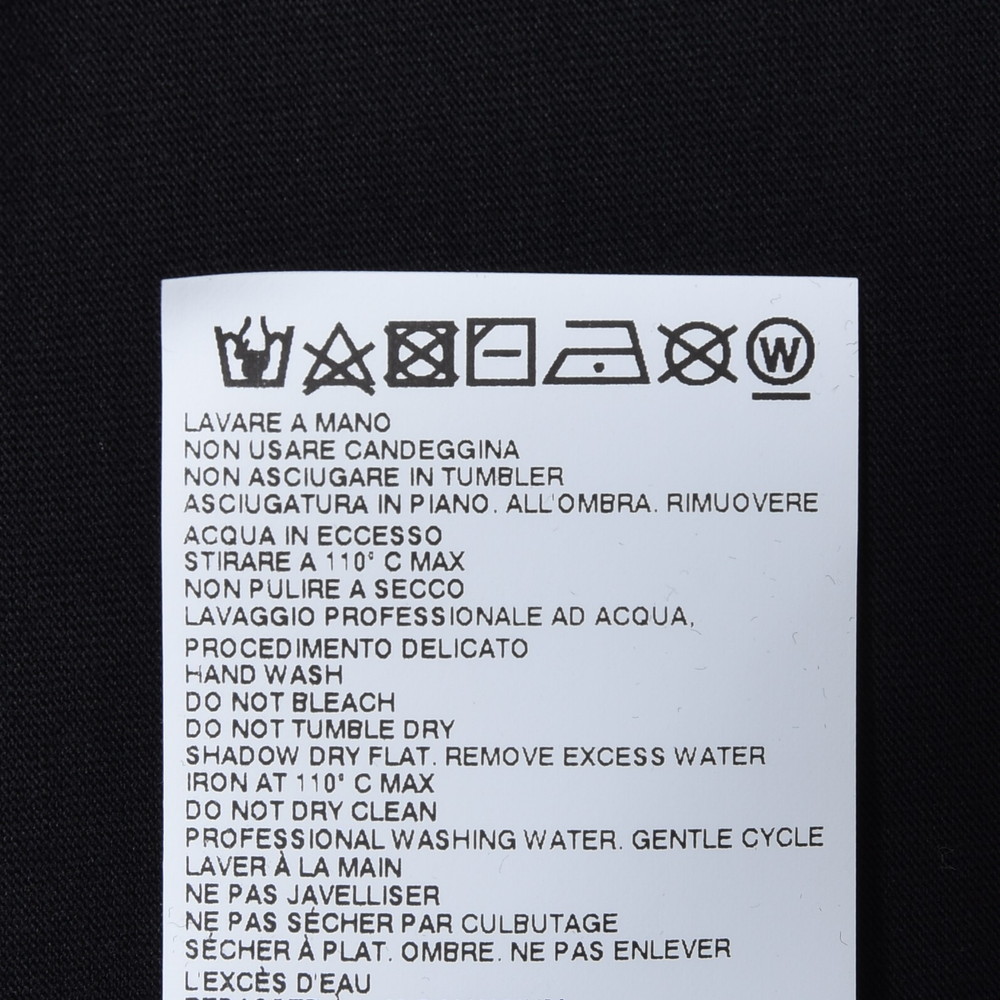 W
LAVARE A MANO
NON USARE CANDEGGINA
NON ASCIUGARE IN TUMBLER
ASCIUGATURA IN PIANO. ALL'OMBRA. RIMUOVERE
ACQUA IN ECCESSO
STIRARE A 110° C MAX
NON PULIRE A SECCO
LAVAGGIO PROFESSIONALE AD ACQUA,
PROCEDIMENTO DELICATO
HAND WASH
DO NOT BLEACH
DO NOT TUMBLE DRY
SHADOW DRY FLAT. REMOVE EXCESS WATER
IRON AT 110° C MAX
DO NOT DRY CLEAN
PROFESSIONAL WASHING WATER. GENTLE CYCLE
LAVER À LA MAIN
NE PAS JAVELLISER
NE PAS SÉCHER PAR CULBUTAGE
SÉCHER À PLAT. OMBRE. NE PAS ENLEVER
L'EXCÈS D'EAU